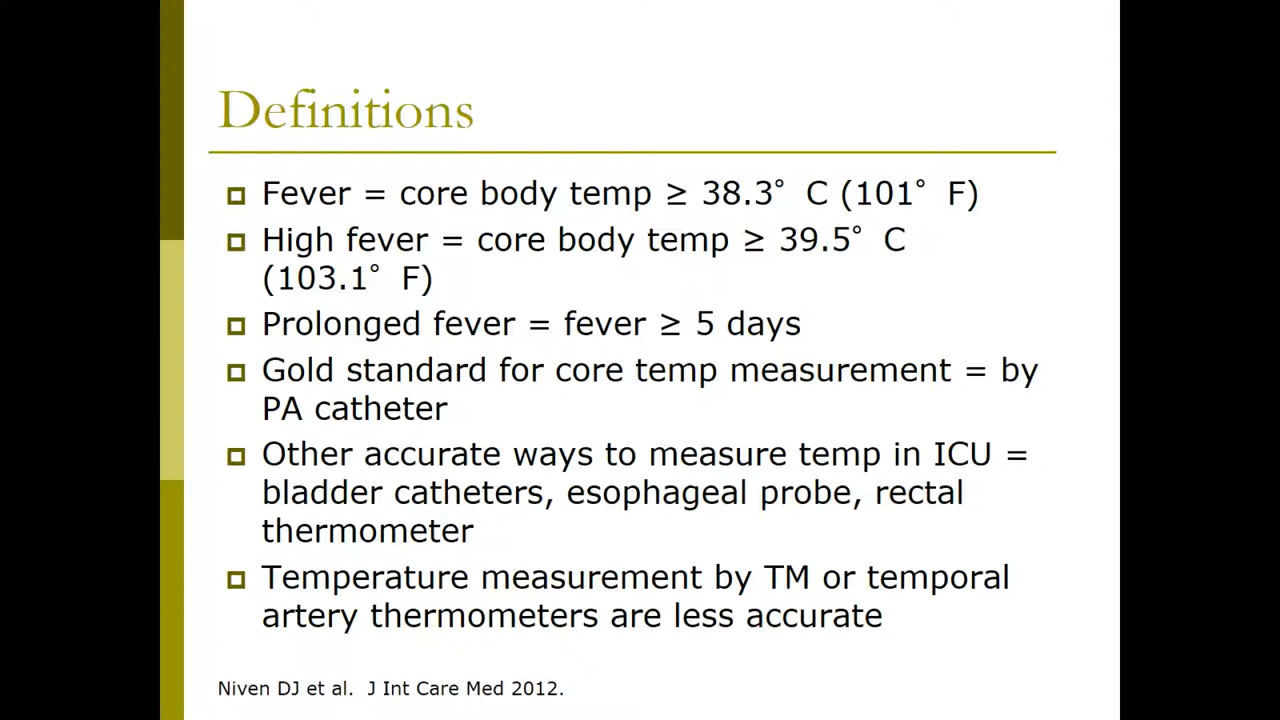 Definitions
Fever = core body temp ≥ 38.3° C (101° F)
High fever = core body temp ≥ 39.5° C
(103.1° F)
Prolonged fever = fever ≥ 5 days
Gold standard for core temp measurement = by
PA catheter
Other accurate ways to measure temp in ICU =
bladder catheters, esophageal probe, rectal
thermometer
Temperature measurement by TM or temporal
artery thermometers are less accurate
Niven DJ et al. J Int Care Med 2012.